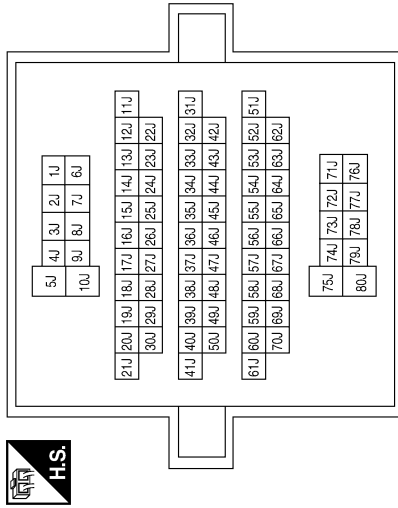 H.S.
5J 4J 3J 2J 1J
10J 9J 8J 7J 6J
21J 20J 19J 18J 17J 16J 15J 14J 13J 12J 11J
30J 29J 28J 27J 26J 25J 24J 23J 22J
41J 40J 39J 38J 37J 36J 35J 34J 33J 32J 31J
50J 49J 48J 47J 46J 45J 44J 43J 42J
61J 60J 59J 58J 57J 56J 55J 54J 53J 52J 51J
70J 69J 68J 67J 66J 65J 64J 63J 62J
75J 74J 73J 72J 71J
80J 79J 78J 77J 76J